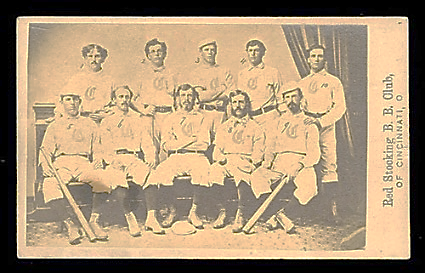 Red Stocking B. B. Club,
OF CINCINNATI, O